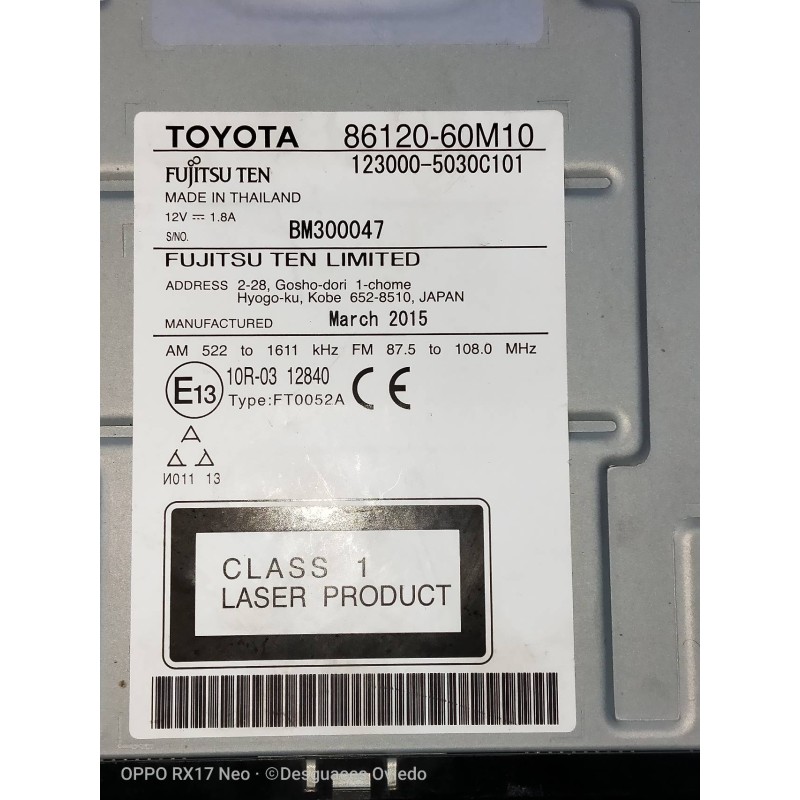 TOYOTA 86120-60M10
FUJITSU TEN 123000-5030C101
MADE IN THAILAND
12V ⎓ 1.8A
S/NO. BM300047
FUJITSU TEN LIMITED
ADDRESS 2-28, Gosho-dori 1-chome
Hyogo-ku, Kobe 652-8510, JAPAN
MANUFACTURED March 2015
AM 522 to 1611 kHz FM 87.5 to 108.0 MHz
E13 10R-03 12840 CE
Type:FT0052A
И011 13
CLASS 1
LASER PRODUCT
OPPO RX17 Neo · ©Desguaces Oviedo